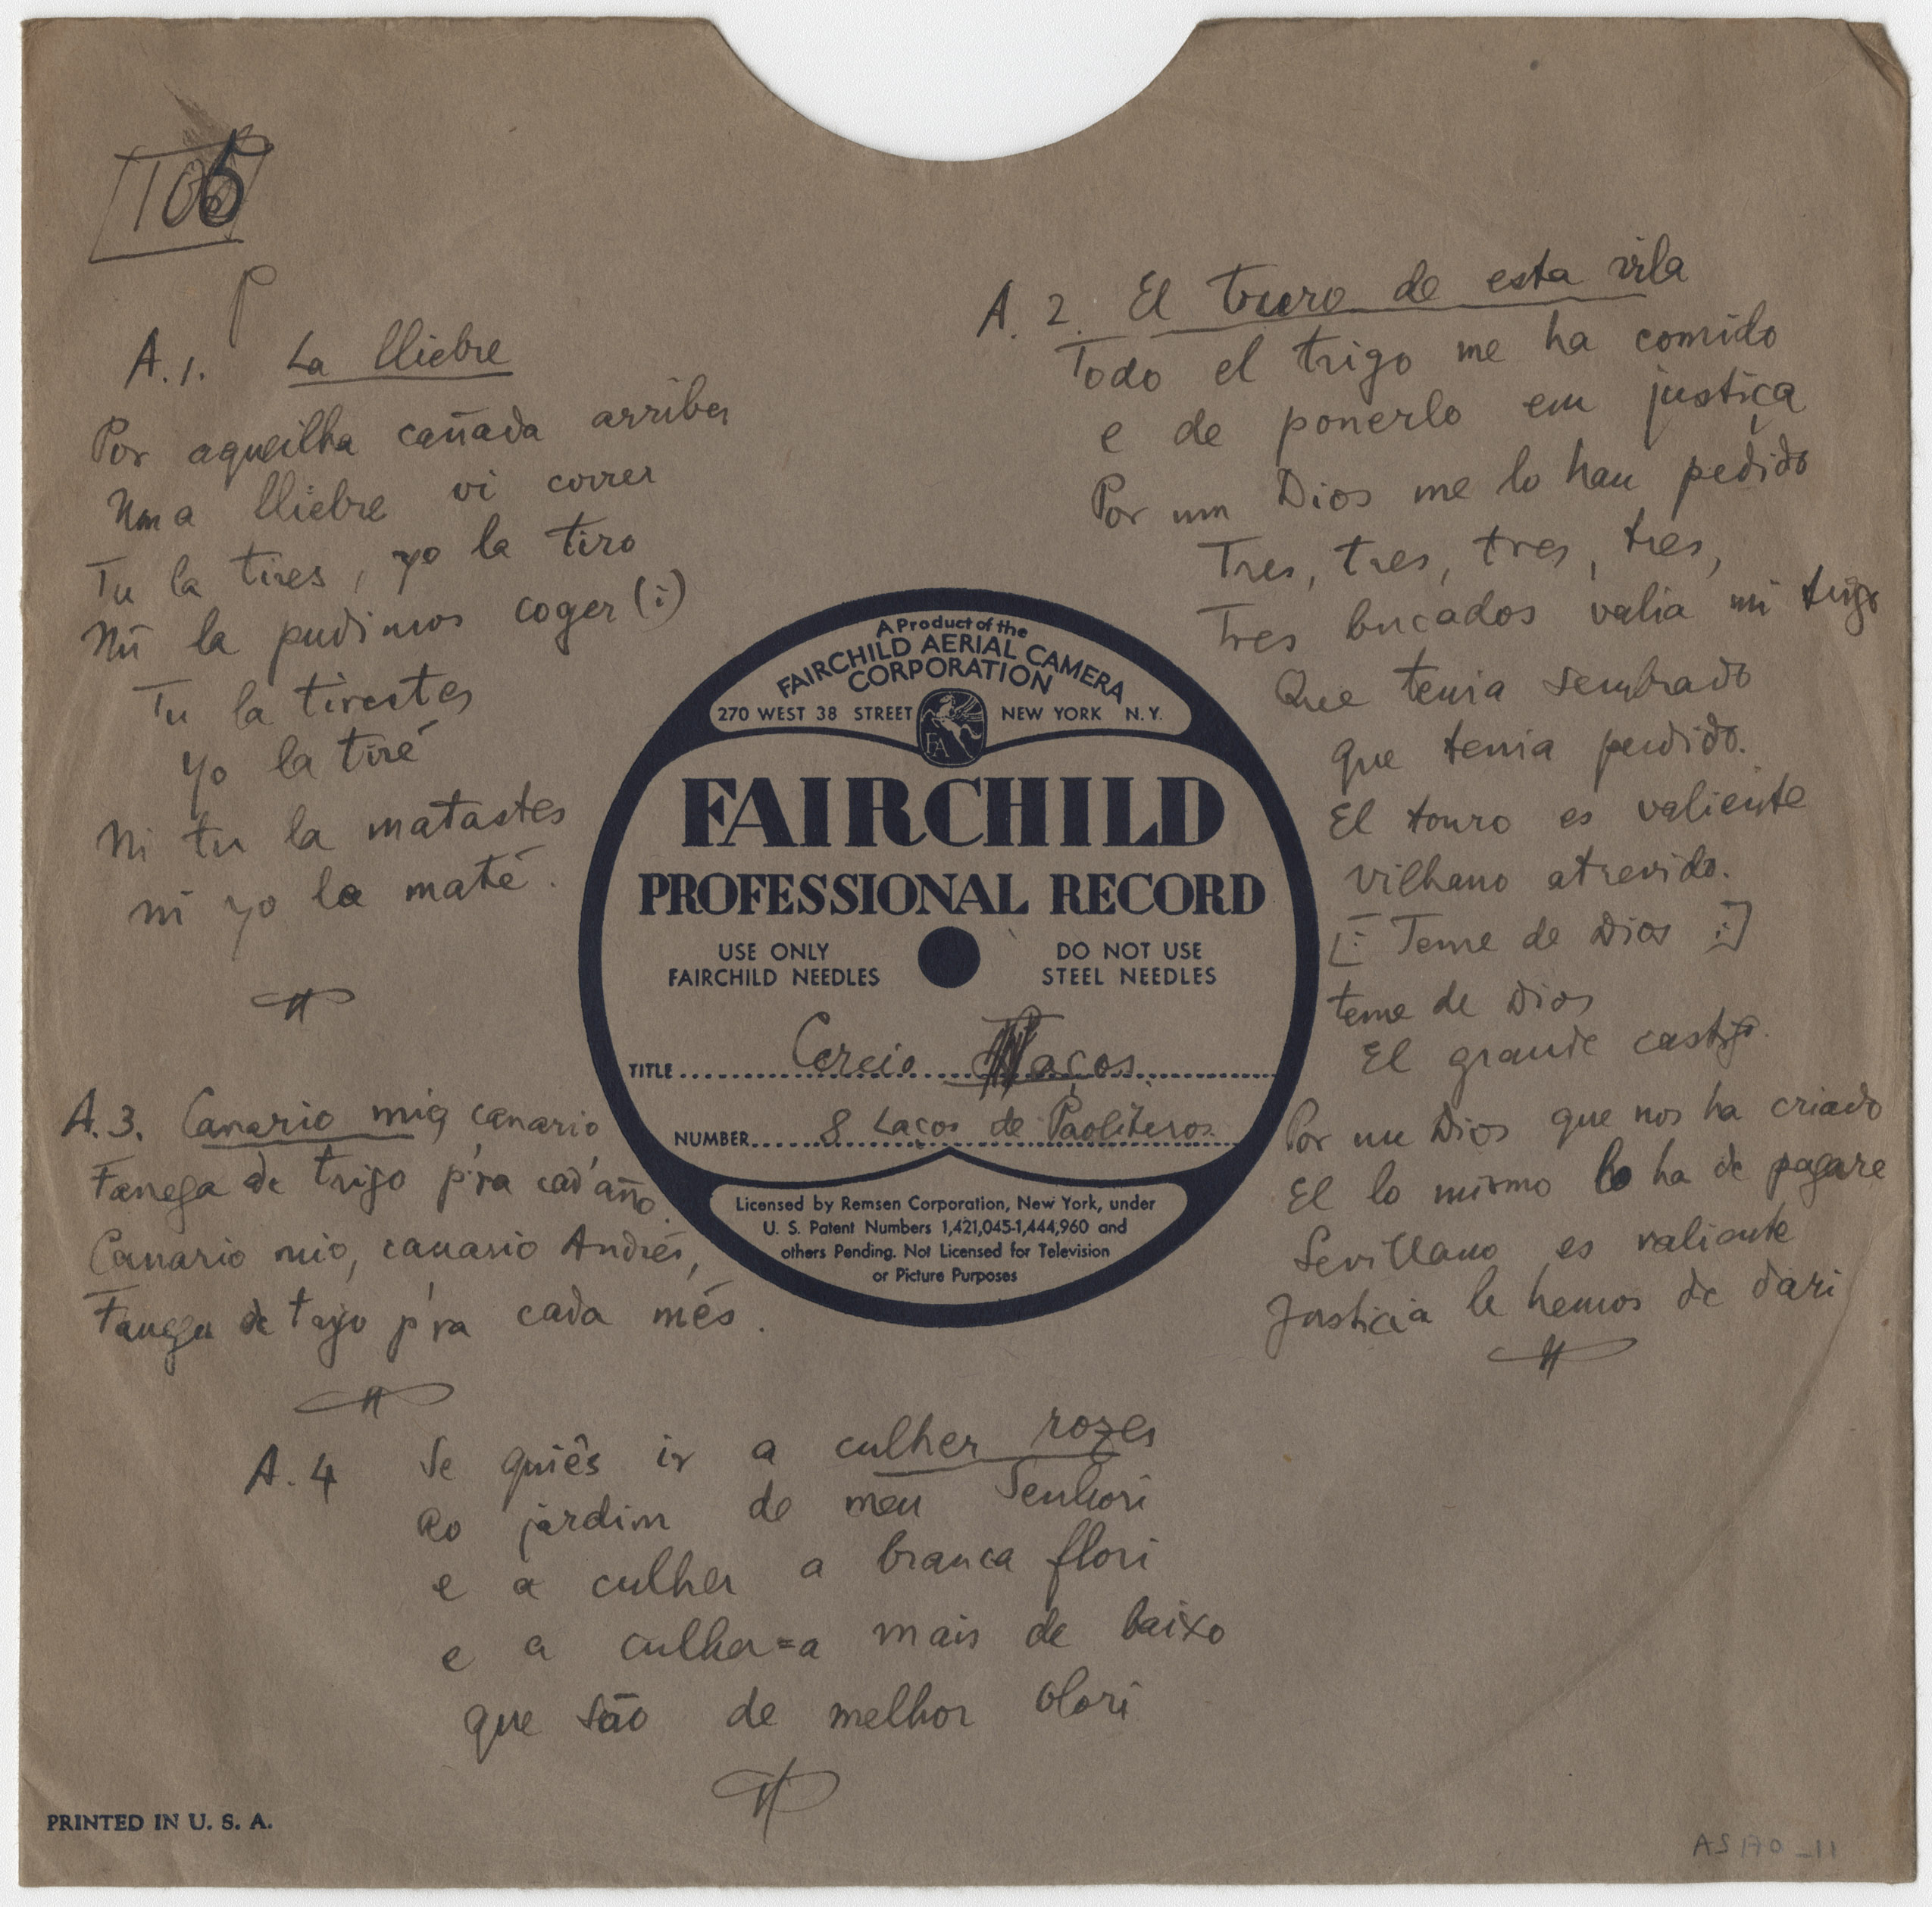 A.1. La lliebre
Por aqueilha cañada arriba
Uma lliebre vi correr
Tu la tires, yo la tiro
Nũ la pudimos coger (:)
Tu la tirestes
yo la tiré
Ni tu la matastes
ni yo la maté.
A. 2. El touro de esta vila
Todo el trigo me ha comido
e de ponerlo em justiça
Por um Dios me lo han pedido
Tres, tres, tres, tres,
Tres bucados valia mi trigo
Que tenia sembrado
que tenia perdido.
El touro es valiente
vilhano atrevido.
[: Teme de Dios :]
teme de Dios
El grande castigo.
Por un Dios que nos ha criado
El lo mismo lo ha de pagare
Sevillano es valiente
Justicia le hemos de dari
A Product of the
FAIRCHILD AERIAL CAMERA
CORPORATION
270 WEST 38 STREET NEW YORK N.Y.
FA
FAIRCHILD
PROFESSIONAL RECORD
USE ONLY
FAIRCHILD NEEDLES
DO NOT USE
STEEL NEEDLES
TITLE Cercio Laços
NUMBER 8 Laços de Paoliteros
Licensed by Remsen Corporation, New York, under
U. S. Patent Numbers 1,421,045-1,444,960 and
others Pending. Not Licensed for Television
or Picture Purposes
A.3. Canario mio, canario
Fanega de trigo p'ra cad'año.
Canario mio, canario Andrés,
Fanega de trigo p'ra cada més.
A.4 Se quiês ir a culher rozes
Ao jardim de meu Senhori
e a culher a branca flori
e a culher=a mais de baixo
que são de melhor olori
PRINTED IN U. S. A.
AS170_11